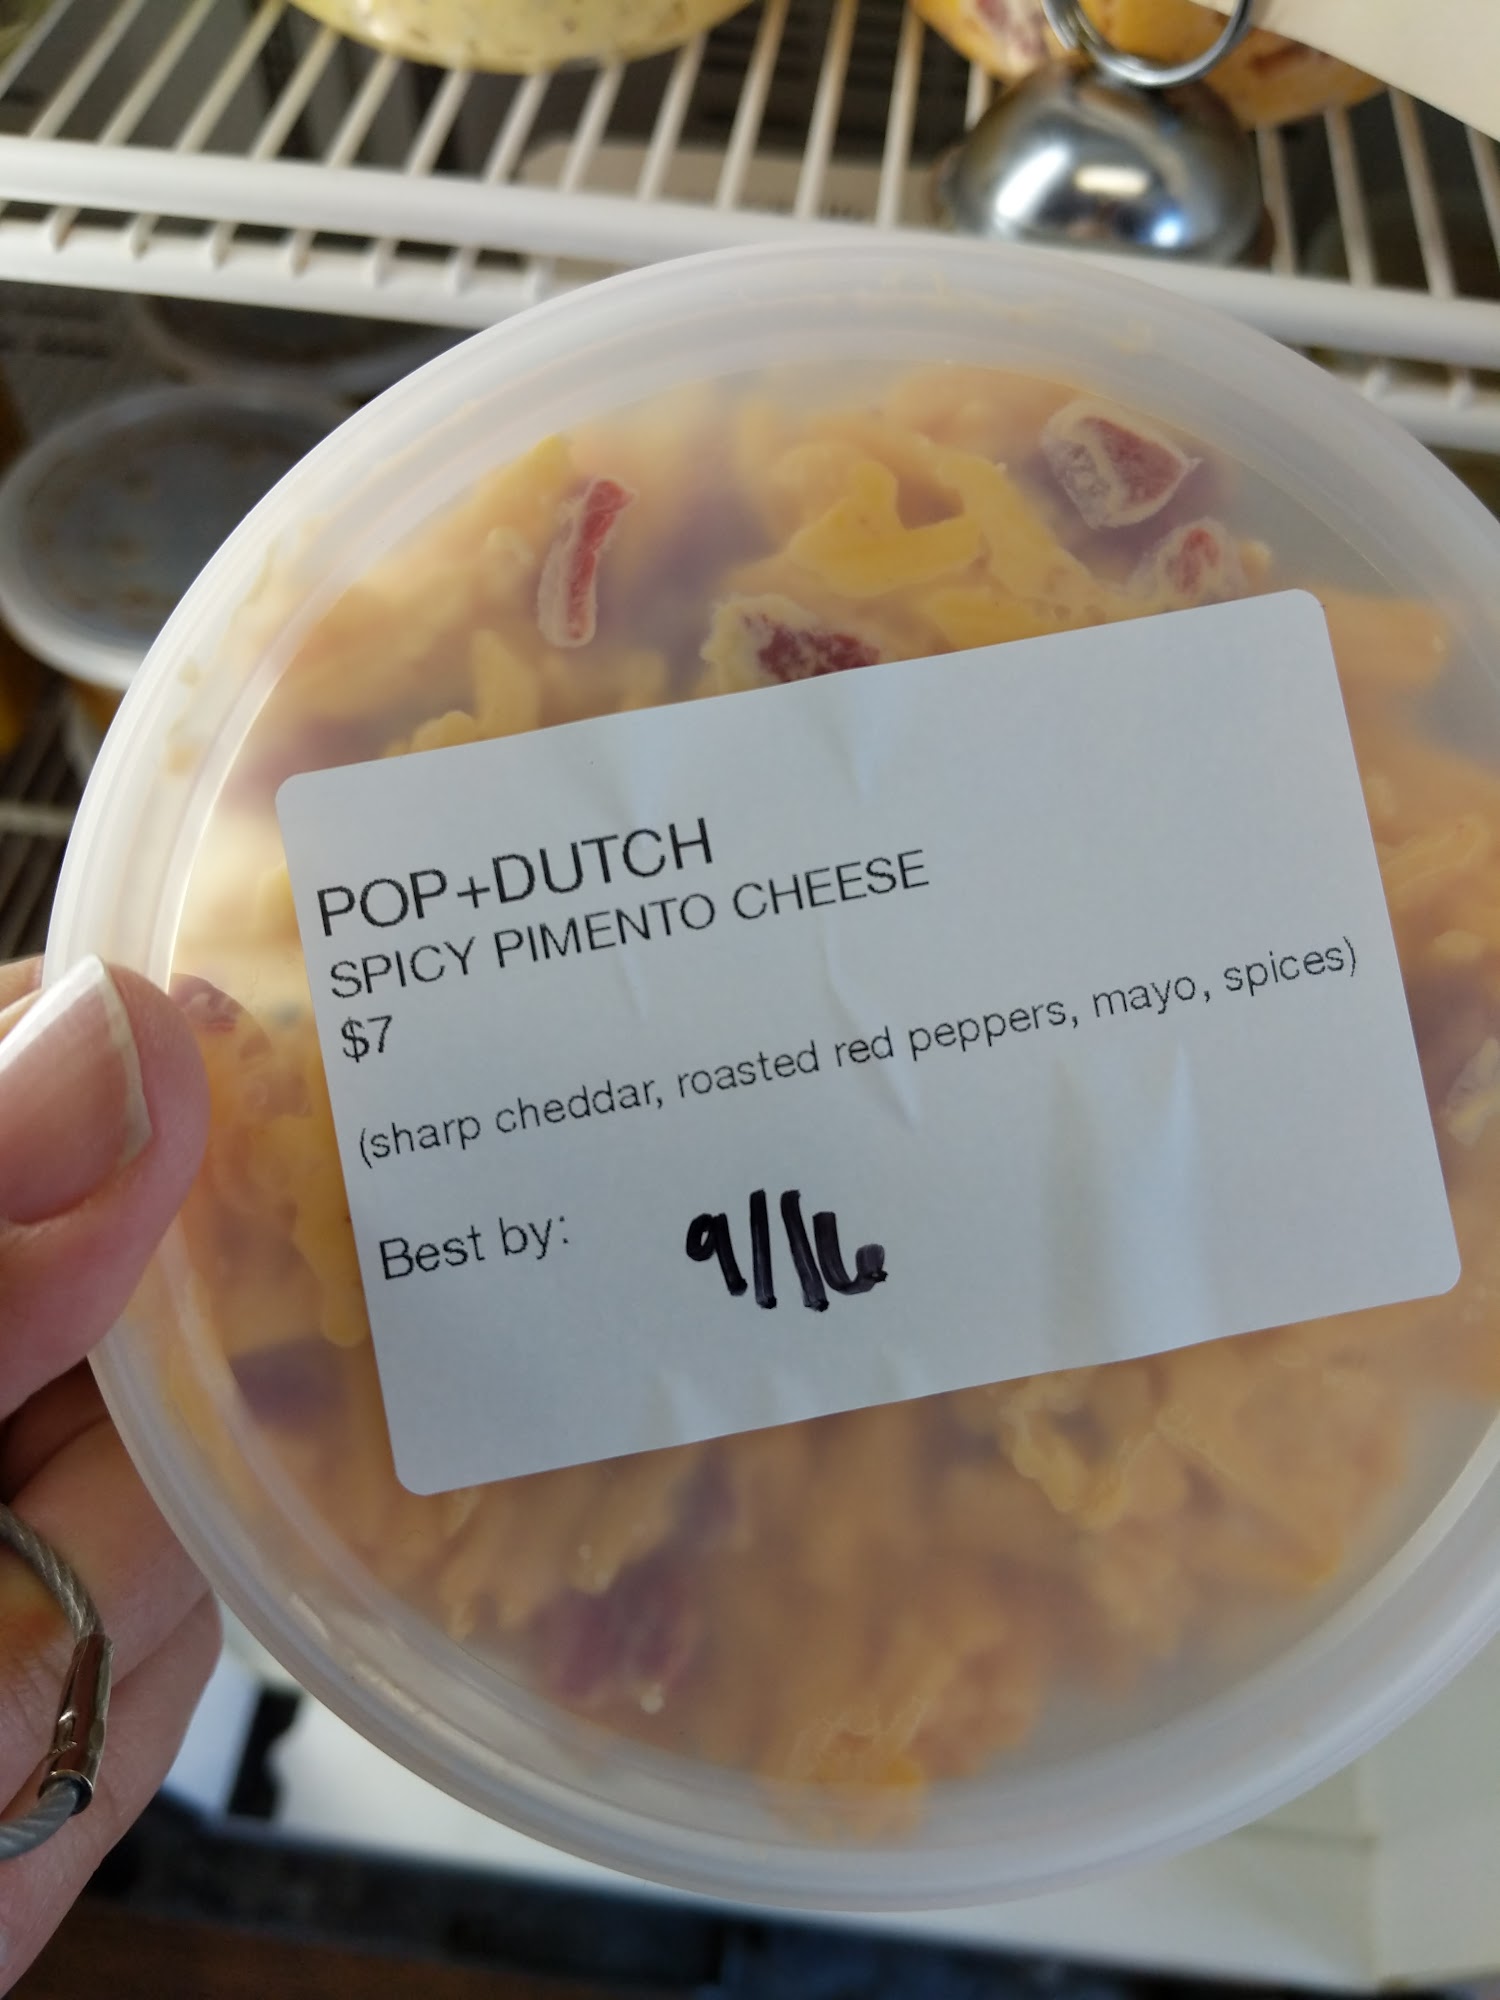 POP+DUTCH
SPICY PIMENTO CHEESE
$7
(sharp cheddar, roasted red peppers, mayo, spices)
Best by: 9/16